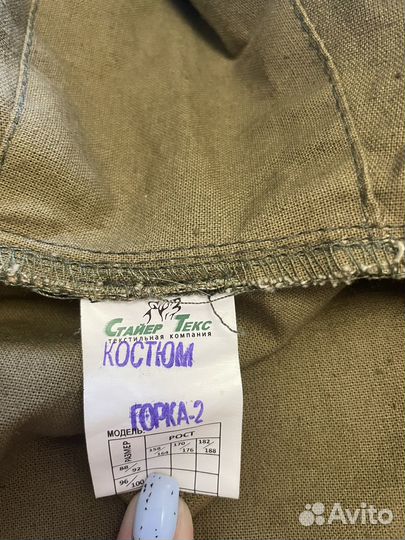 СТАЙЕР ТЕКС
текстильная компания
КОСТЮМ
ГОРКА-2
МОДЕЛЬ:
РАЗМЕР РОСТ
158/164 170/176 182/188
88/92
96/100
Avito